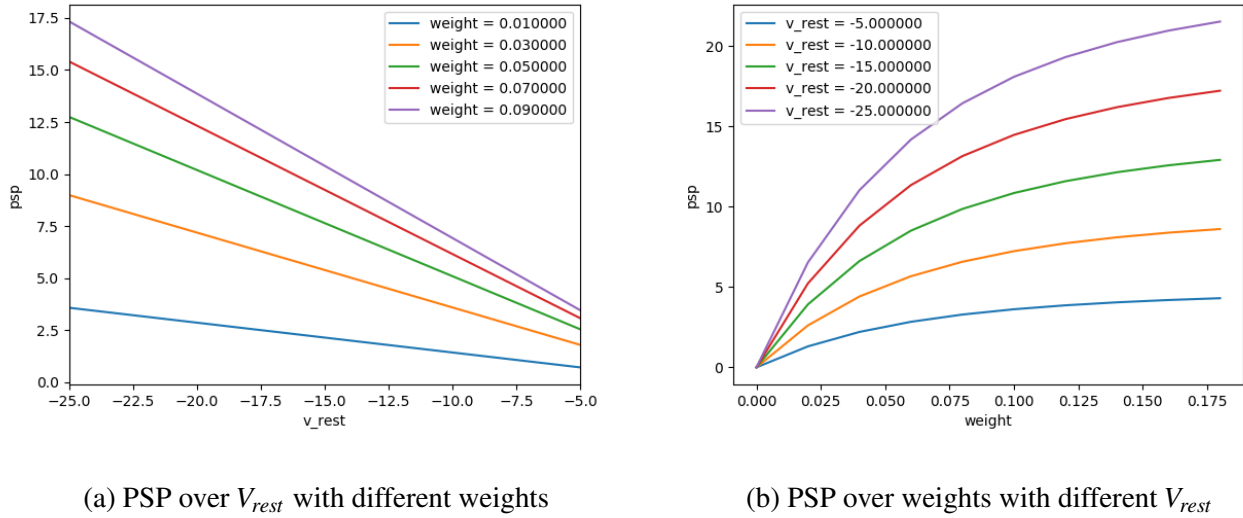 17.5
15.0
12.5
10.0
7.5
5.0
2.5
0.0
psp
−25.0 −22.5 −20.0 −17.5 −15.0 −12.5 −10.0 −7.5 −5.0
v_rest
weight = 0.010000
weight = 0.030000
weight = 0.050000
weight = 0.070000
weight = 0.090000
(a) PSP over V_rest with different weights
20
15
10
5
0
psp
0.000 0.025 0.050 0.075 0.100 0.125 0.150 0.175
weight
v_rest = -5.000000
v_rest = -10.000000
v_rest = -15.000000
v_rest = -20.000000
v_rest = -25.000000
(b) PSP over weights with different V_rest